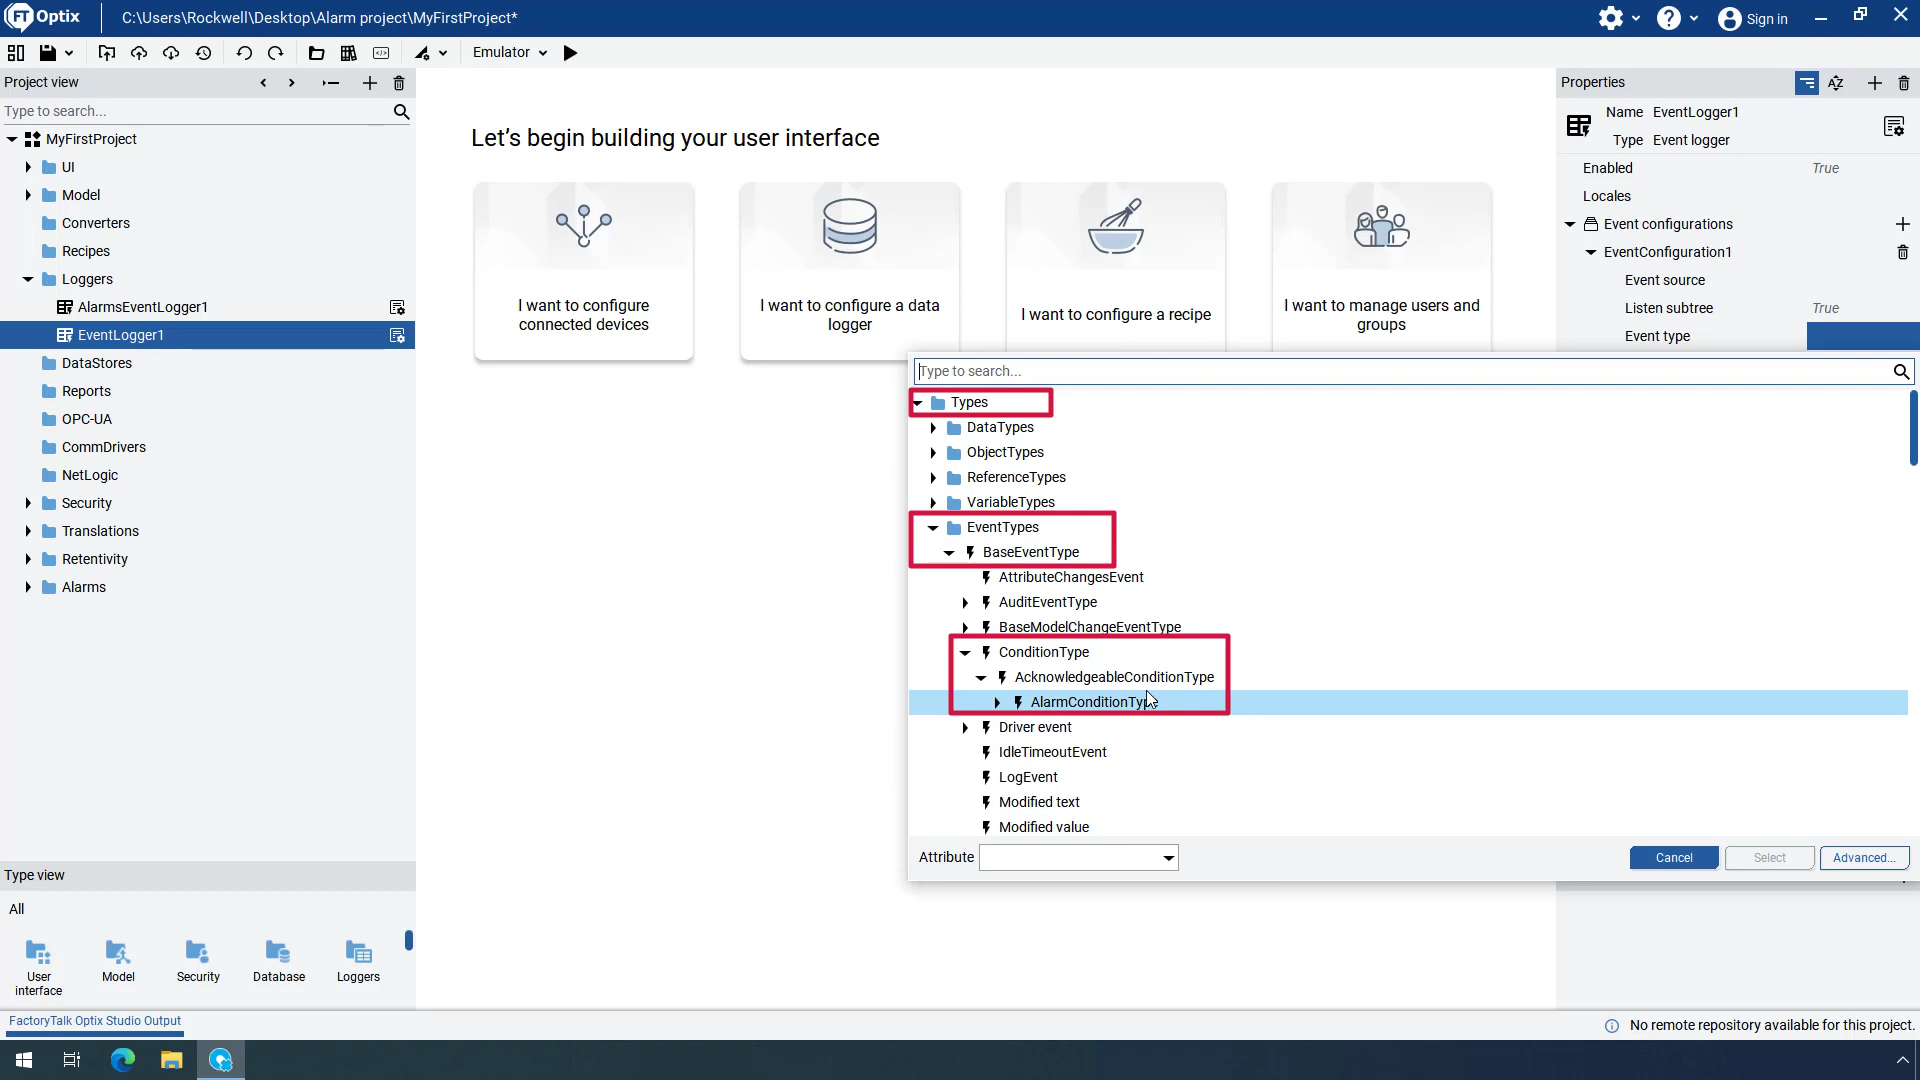 FT Optix
C:\Users\Rockwell\Desktop\Alarm project\MyFirstProject*
Sign in
Emulator
Project view
Type to search...
MyFirstProject
UI
Model
Converters
Recipes
Loggers
AlarmsEventLogger1
EventLogger1
DataStores
Reports
OPC-UA
CommDrivers
NetLogic
Security
Translations
Retentivity
Alarms
Type view
All
User interface
Model
Security
Database
Loggers
FactoryTalk Optix Studio Output
Let's begin building your user interface
I want to configure
connected devices
I want to configure a data
logger
I want to configure a recipe
I want to manage users and
groups
Properties
Name EventLogger1
Type Event logger
Enabled True
Locales
Event configurations
EventConfiguration1
Event source
Listen subtree True
Event type
Type to search...
Types
DataTypes
ObjectTypes
ReferenceTypes
VariableTypes
EventTypes
BaseEventType
AttributeChangesEvent
AuditEventType
BaseModelChangeEventType
ConditionType
AcknowledgeableConditionType
AlarmConditionType
Driver event
IdleTimeoutEvent
LogEvent
Modified text
Modified value
Attribute
Cancel
Select
Advanced...
No remote repository available for this project.